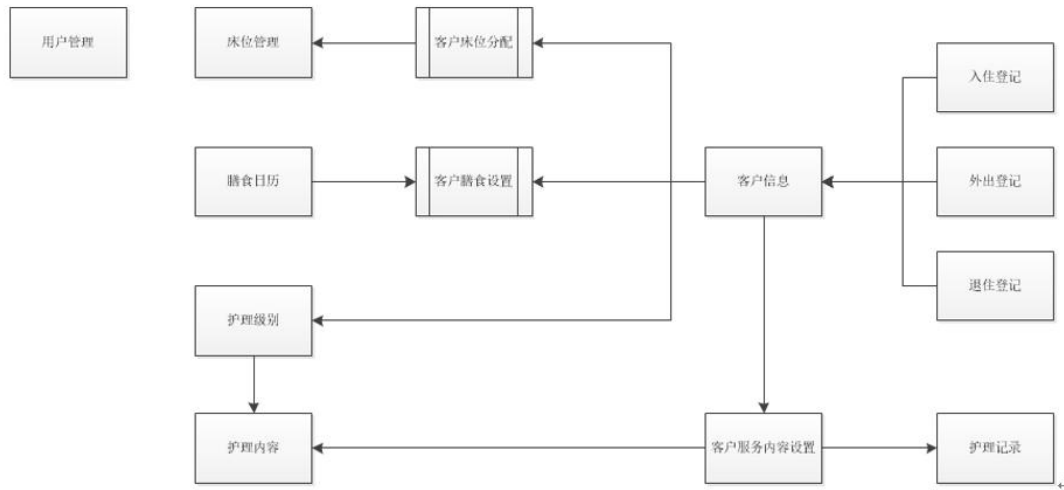 用户管理
床位管理
客户床位分配
入住登记
膳食日历
客户膳食设置
客户信息
外出登记
退住登记
护理级别
护理内容
客户服务内容设置
护理记录